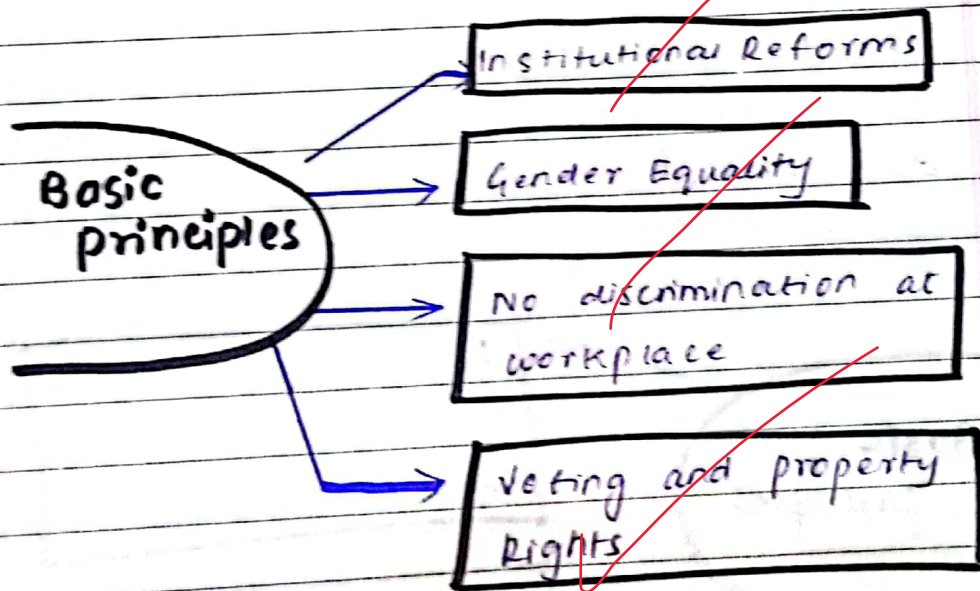 Institutional Reforms
Basic
principles
Gender Equality
No discrimination at
workplace
Voting and property
Rights